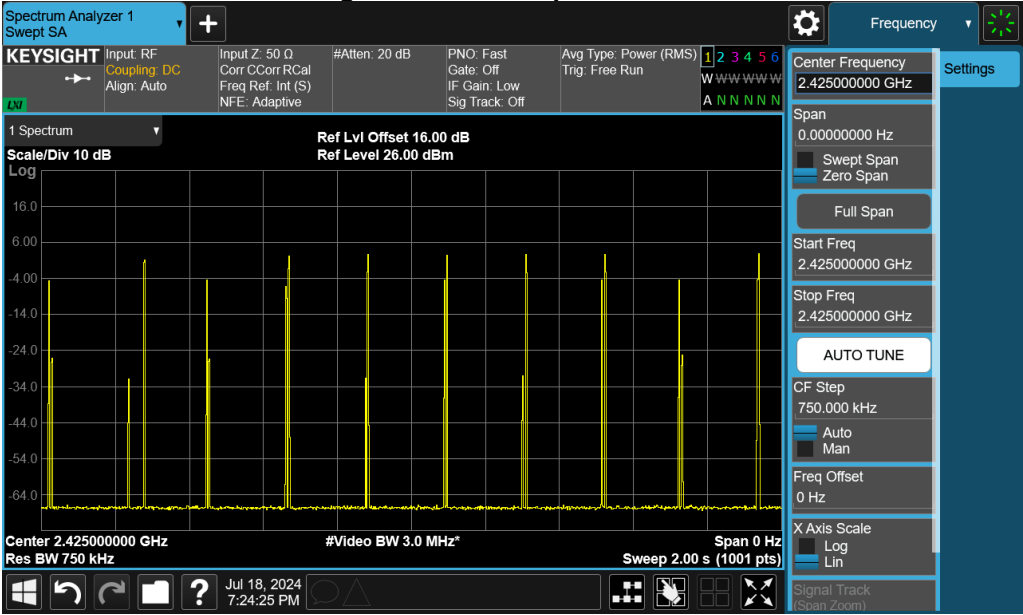 Spectrum Analyzer 1
Swept SA
Frequency
KEYSIGHT
LXI
Input: RF
Coupling: DC
Align: Auto
Input Z: 50 Ω
Corr CCorr RCal
Freq Ref: Int (S)
NFE: Adaptive
#Atten: 20 dB
PNO: Fast
Gate: Off
IF Gain: Low
Sig Track: Off
Avg Type: Power (RMS)
Trig: Free Run
1 2 3 4 5 6
W W W W W W
A N N N N N
1 Spectrum
Scale/Div 10 dB
Ref Lvl Offset 16.00 dB
Ref Level 26.00 dBm
Log
16.0
6.00
-4.00
-14.0
-24.0
-34.0
-44.0
-54.0
-64.0
Center 2.425000000 GHz
Res BW 750 kHz
#Video BW 3.0 MHz*
Span 0 Hz
Sweep 2.00 s (1001 pts)
Jul 18, 2024
7:24:25 PM
Center Frequency
2.425000000 GHz
Span
0.00000000 Hz
Swept Span
Zero Span
Full Span
Start Freq
2.425000000 GHz
Stop Freq
2.425000000 GHz
AUTO TUNE
CF Step
750.000 kHz
Auto
Man
Freq Offset
0 Hz
X Axis Scale
Log
Lin
Signal Track
(Span Zoom)
Settings